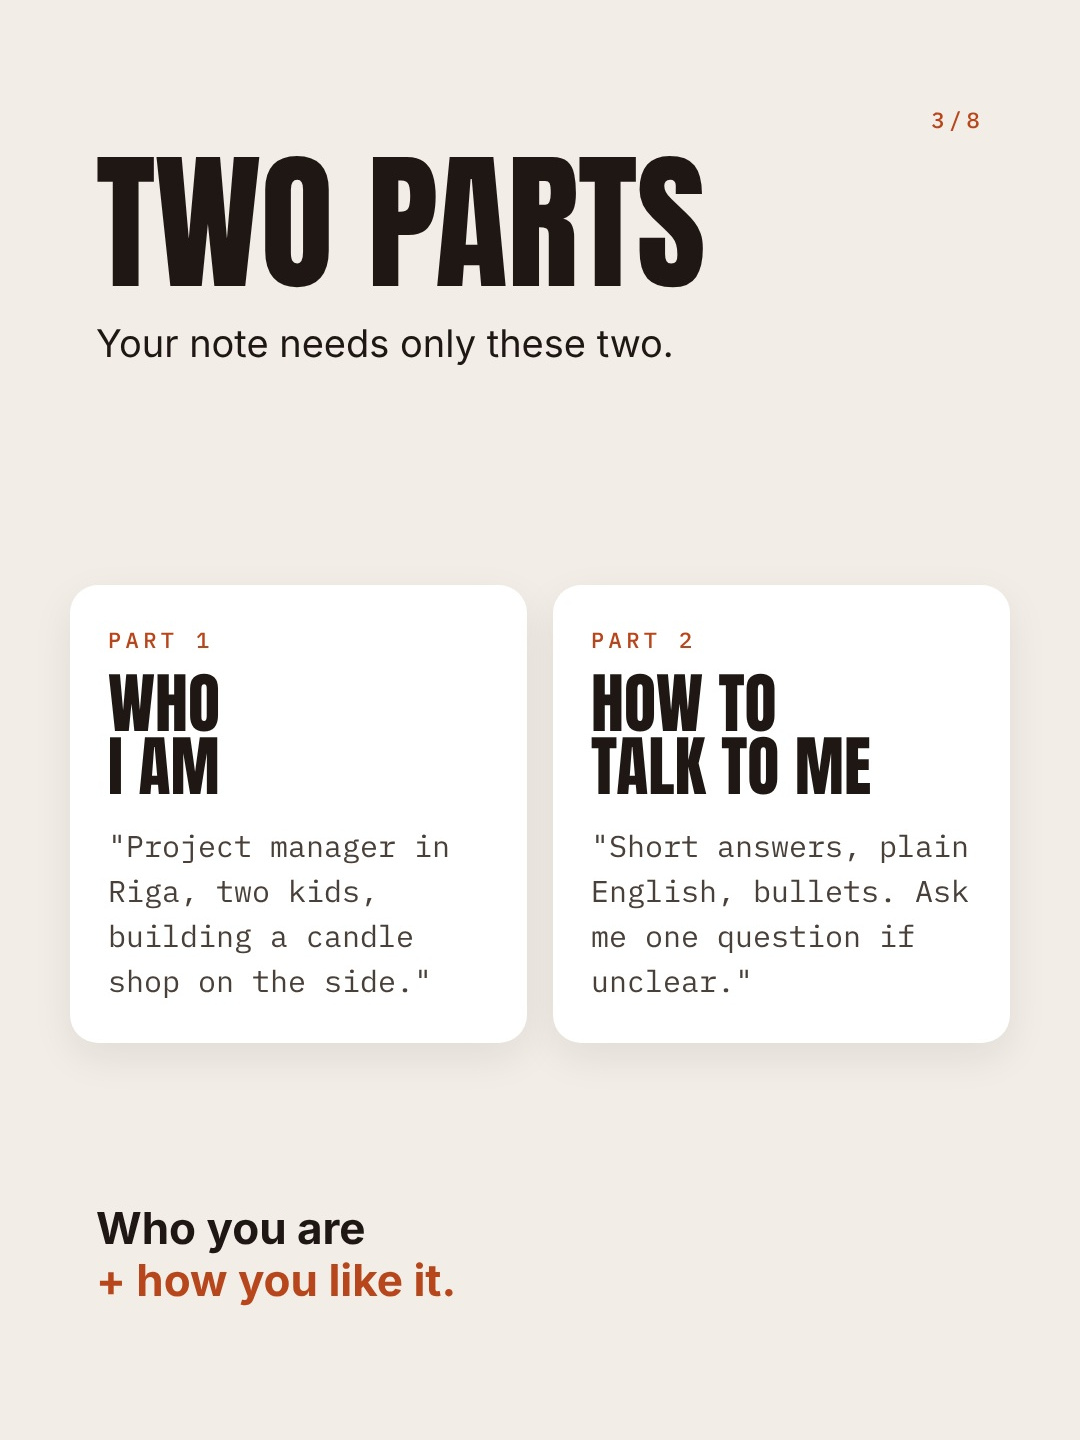 3/8
TWO PARTS
Your note needs only these two.
PART 1
WHO
I AM
"Project manager in
Riga, two kids,
building a candle
shop on the side."
PART 2
HOW TO
TALK TO ME
"Short answers, plain
English, bullets. Ask
me one question if
unclear."
Who you are
+ how you like it.